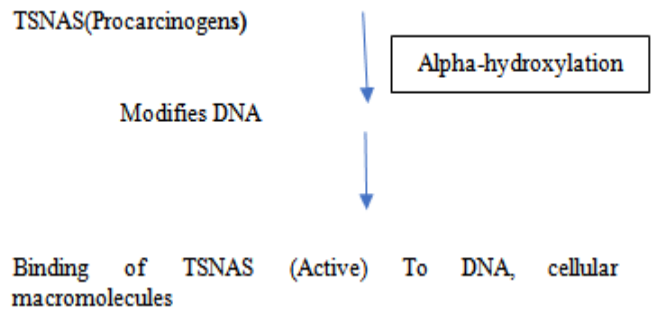 TSNAS(Procarcinogens)
Alpha-hydroxylation
Modifies DNA
Binding of TSNAS (Active) To DNA, cellular
macromolecules